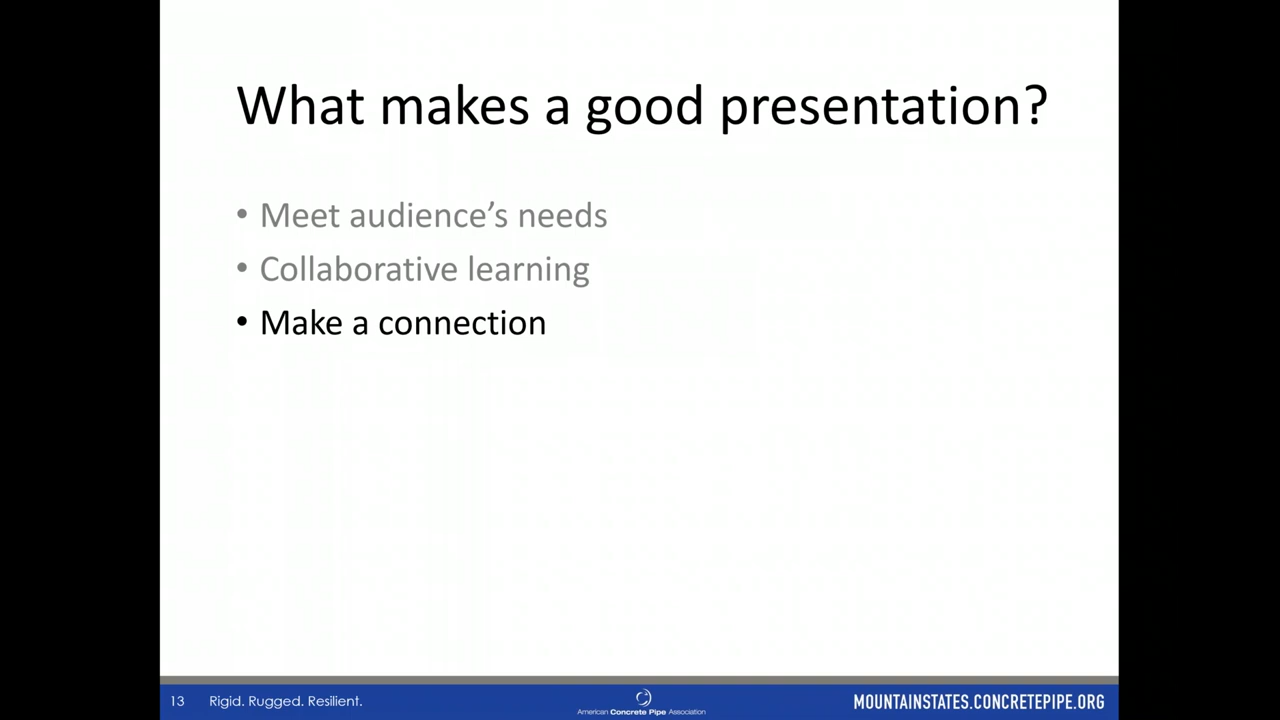 What makes a good presentation?
• Meet audience’s needs
• Collaborative learning
• Make a connection
13 Rigid. Rugged. Resilient.
American Concrete Pipe Association
MOUNTAINSTATES.CONCRETEPIPE.ORG